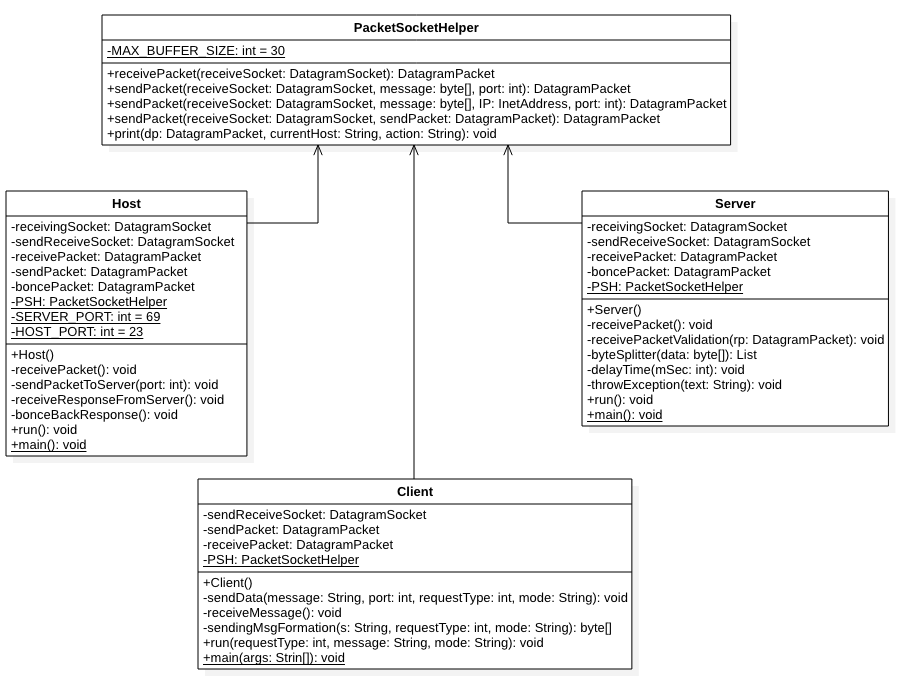 PacketSocketHelper
-MAX_BUFFER_SIZE: int = 30
+receivePacket(receiveSocket: DatagramSocket): DatagramPacket
+sendPacket(receiveSocket: DatagramSocket, message: byte[], port: int): DatagramPacket
+sendPacket(receiveSocket: DatagramSocket, message: byte[], IP: InetAddress, port: int): DatagramPacket
+sendPacket(receiveSocket: DatagramSocket, sendPacket: DatagramPacket): DatagramPacket
+print(dp: DatagramPacket, currentHost: String, action: String): void
Host
-receivingSocket: DatagramSocket
-sendReceiveSocket: DatagramSocket
-receivePacket: DatagramPacket
-sendPacket: DatagramPacket
-boncePacket: DatagramPacket
-PSH: PacketSocketHelper
-SERVER_PORT: int = 69
-HOST_PORT: int = 23
+Host()
-receivePacket(): void
-sendPacketToServer(port: int): void
-receiveResponseFromServer(): void
-bonceBackResponse(): void
+run(): void
+main(): void
Server
-receivingSocket: DatagramSocket
-sendReceiveSocket: DatagramSocket
-receivePacket: DatagramPacket
-boncePacket: DatagramPacket
-PSH: PacketSocketHelper
+Server()
-receivePacket(): void
-receivePacketValidation(rp: DatagramPacket): void
-byteSplitter(data: byte[]): List
-delayTime(mSec: int): void
-throwException(text: String): void
+run(): void
+main(): void
Client
-sendReceiveSocket: DatagramSocket
-sendPacket: DatagramPacket
-receivePacket: DatagramPacket
-PSH: PacketSocketHelper
+Client()
-sendData(message: String, port: int, requestType: int, mode: String): void
-receiveMessage(): void
-sendingMsgFormation(s: String, requestType: int, mode: String): byte[]
+run(requestType: int, message: String, mode: String): void
+main(args: Strin[]): void